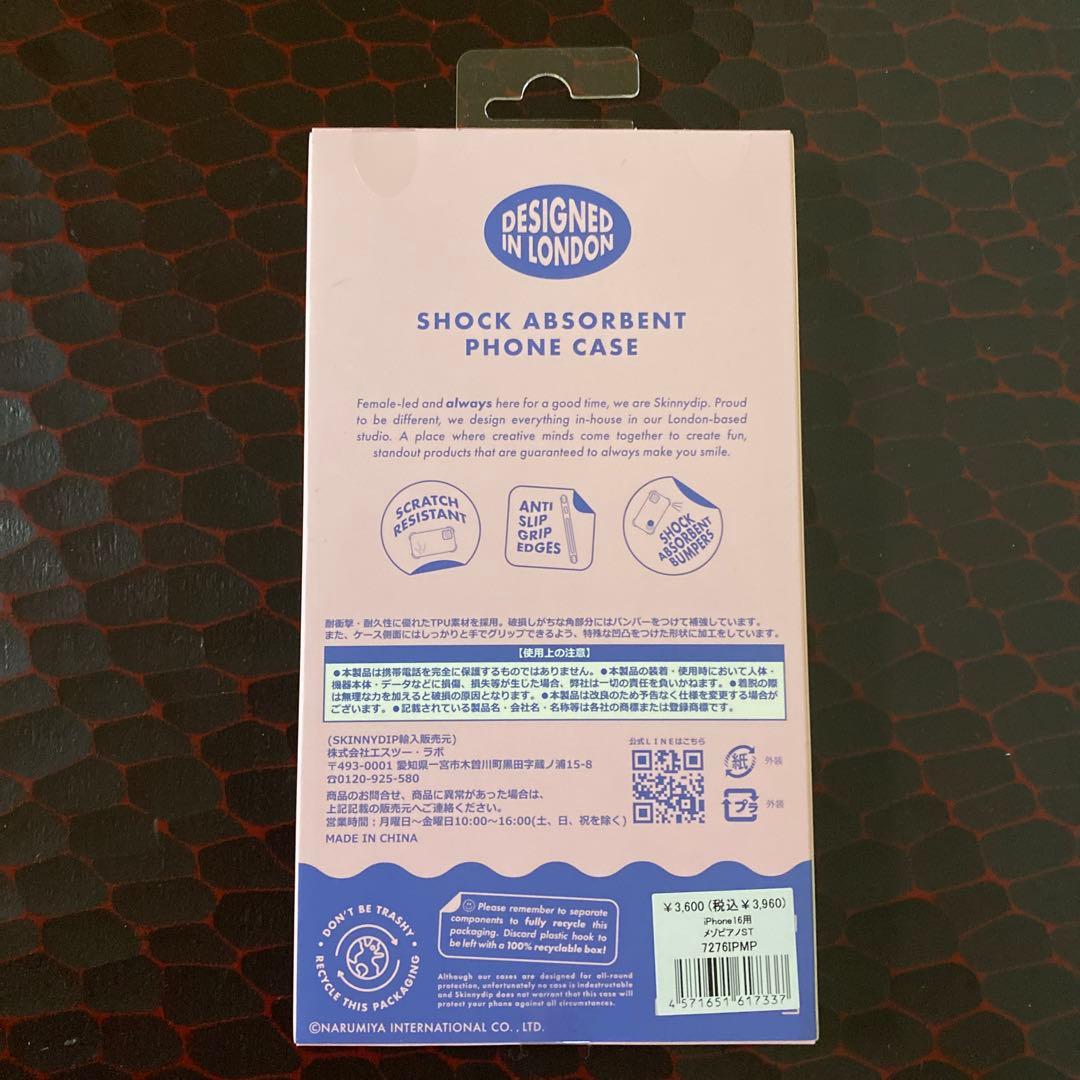 DESIGNED
IN LONDON
SHOCK ABSORBENT
PHONE CASE
Female-led and always here for a good time, we are Skinnydip. Proud
to be different, we design everything in-house in our London-based
studio. A place where creative minds come together to create fun,
standout products that are guaranteed to always make you smile.
SCRATCH
RESISTANT
ANTI
SLIP
GRIP
EDGES
SHOCK
ABSORBENT
BUMPERS
耐衝撃・耐久性に優れたTPU素材を採用。破損しがちな角部分にはバンパーをつけて補強しています。
また、ケース側面にはしっかりと手でグリップできるよう、特殊な凹凸をつけた形状に加工をしています。
【使用上の注意】
●本製品は携帯電話を完全に保護するものではありません。●本製品の装着・使用時において人体・
機器本体・データなどに損傷、損失等が生じた場合、弊社は一切の責任を負いかねます。●着脱の際
は無理な力を加えると破損の原因となります。●本製品は改良のため予告なく仕様を変更する場合が
ございます。●記載されている製品名・会社名・名称等は各社の商標または登録商標です。
(SKINNYDIP輸入販売元)
株式会社エスツー・ラボ
〒493-0001 愛知県一宮市木曽川町黒田字蔵ノ浦15-8
☎0120-925-580
商品のお問合せ、商品に異常があった場合は、
上記記載の販売元へご連絡ください。
営業時間：月曜日～金曜日10:00～16:00(土、日、祝を除く)
MADE IN CHINA
公式LINEはこちら
紙 外装
プラ 外装
DON'T BE TRASHY
RECYCLE THIS PACKAGING
Please remember to separate
components to fully recycle this
packaging. Discard plastic hook to
be left with a 100% recyclable box!
Although our cases are designed for all-round
protection, unfortunately no case is indestructable
and Skinnydip does not warrant that this case will
protect your phone against all circumstances.
¥3,600(税込¥3,960)
iPhone16用
メゾピアノST
7276IPMP
4 571651 617337
©NARUMIYA INTERNATIONAL CO., LTD.